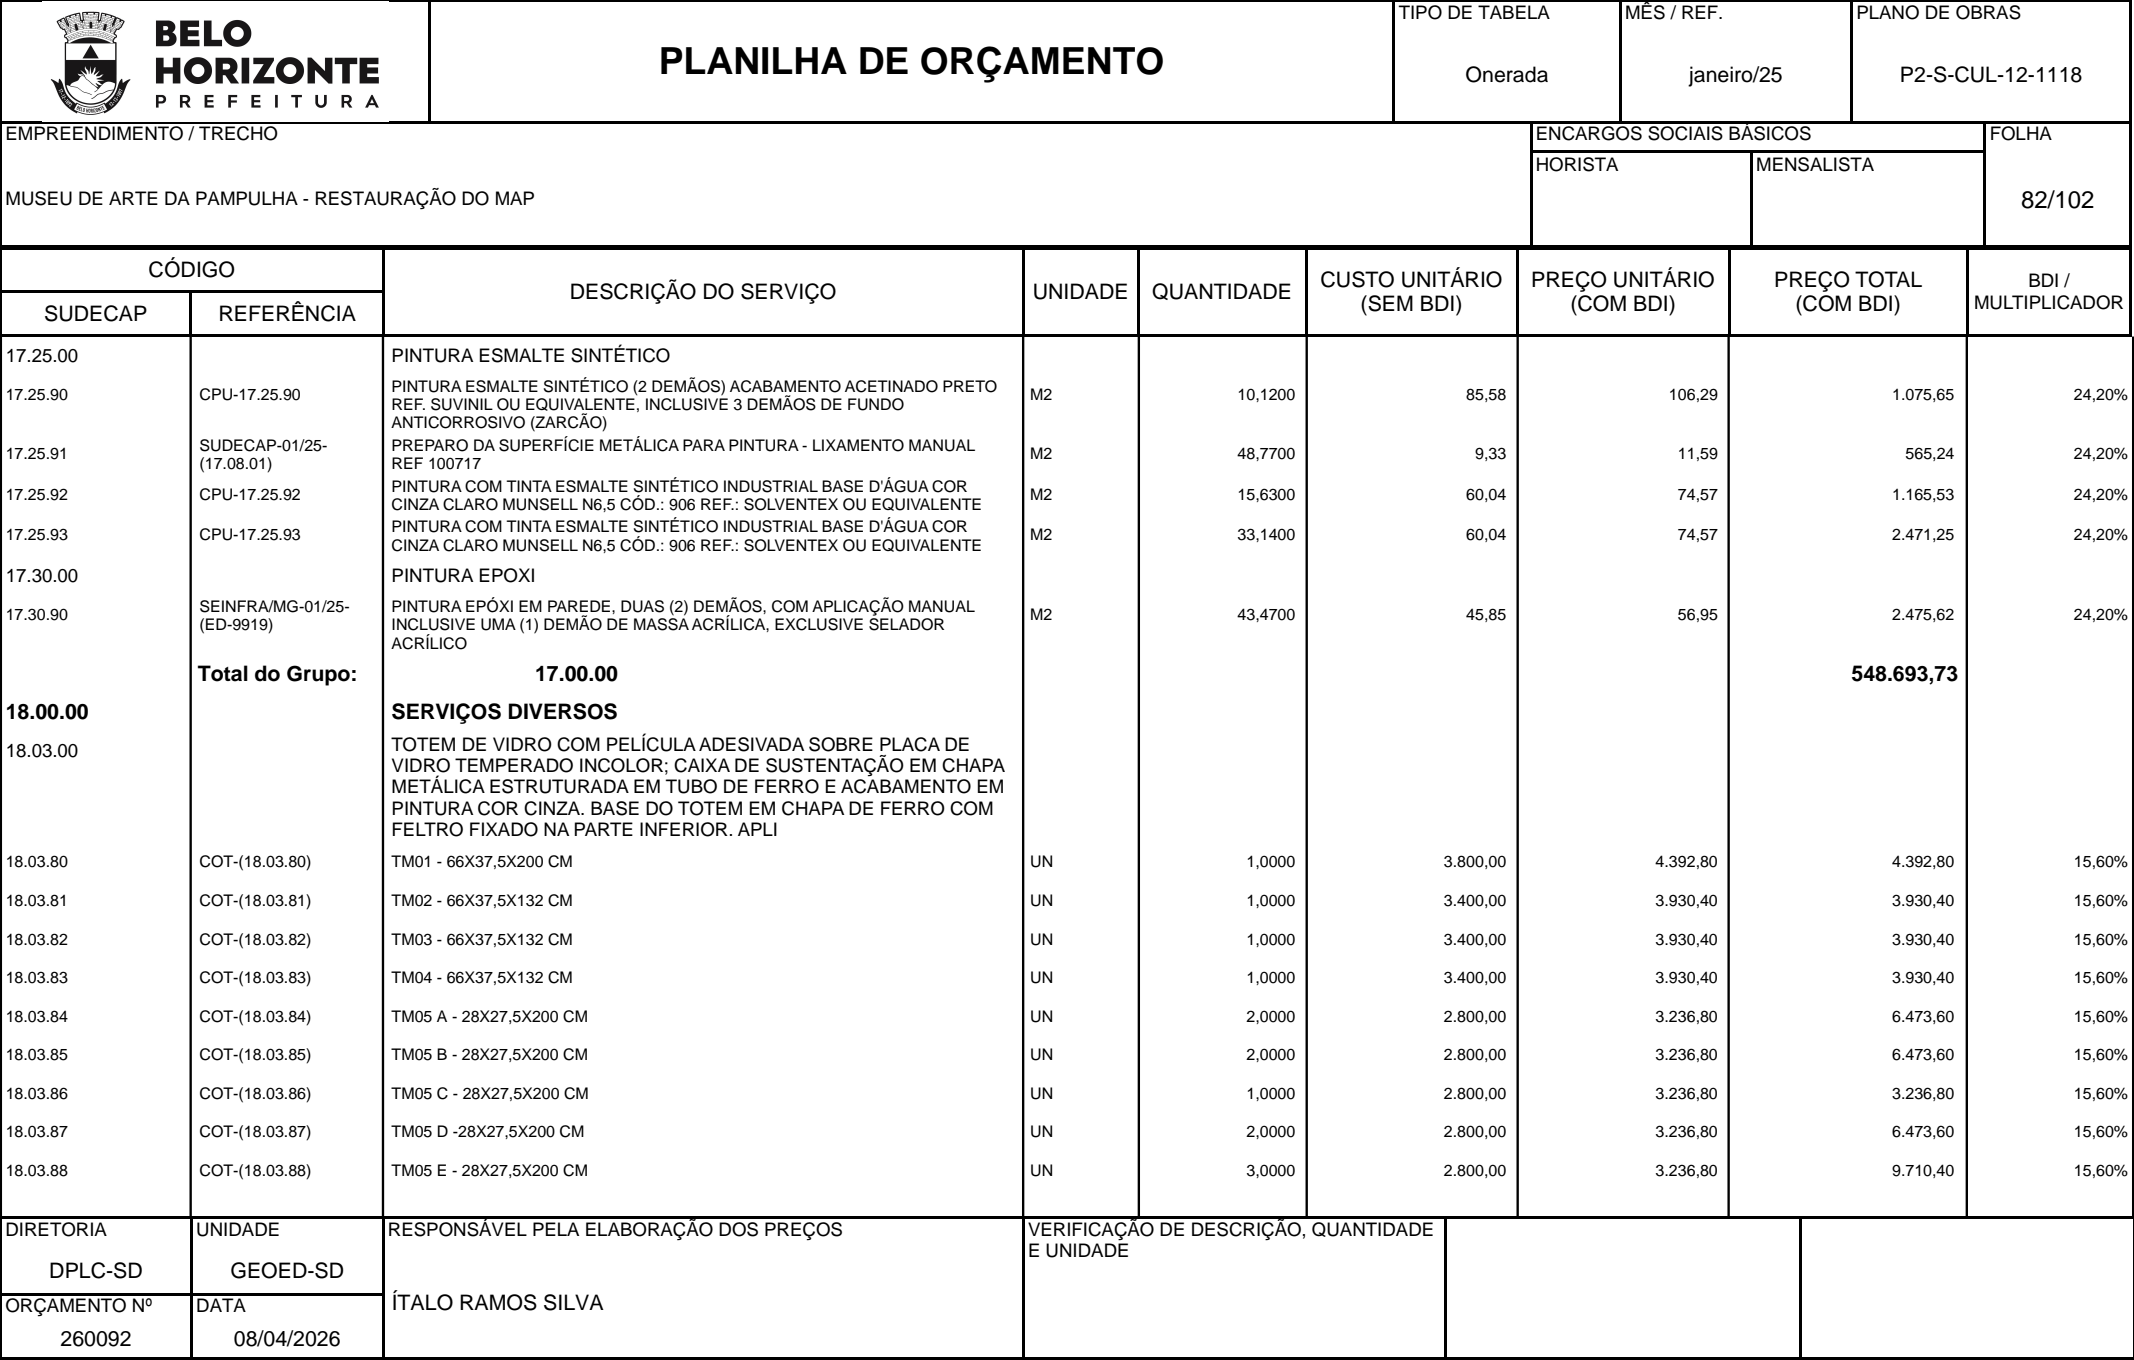 BELO
HORIZONTE
PREFEITURA
PLANILHA DE ORÇAMENTO
TIPO DE TABELA
Onerada
MÊS / REF.
janeiro/25
PLANO DE OBRAS
P2-S-CUL-12-1118
EMPREENDIMENTO / TRECHO
MUSEU DE ARTE DA PAMPULHA - RESTAURAÇÃO DO MAP
ENCARGOS SOCIAIS BÁSICOS
HORISTA
MENSALISTA
FOLHA
82/102
CÓDIGO
SUDECAP
REFERÊNCIA
DESCRIÇÃO DO SERVIÇO
UNIDADE
QUANTIDADE
CUSTO UNITÁRIO
(SEM BDI)
PREÇO UNITÁRIO
(COM BDI)
PREÇO TOTAL
(COM BDI)
BDI /
MULTIPLICADOR
17.25.00 PINTURA ESMALTE SINTÉTICO
17.25.90 CPU-17.25.90 PINTURA ESMALTE SINTÉTICO (2 DEMÃOS) ACABAMENTO ACETINADO PRETO
REF. SUVINIL OU EQUIVALENTE, INCLUSIVE 3 DEMÃOS DE FUNDO
ANTICORROSIVO (ZARCÃO)
M2 10,1200 85,58 106,29 1.075,65 24,20%
17.25.91 SUDECAP-01/25-
(17.08.01)
PREPARO DA SUPERFÍCIE METÁLICA PARA PINTURA - LIXAMENTO MANUAL
REF 100717
M2 48,7700 9,33 11,59 565,24 24,20%
17.25.92 CPU-17.25.92 PINTURA COM TINTA ESMALTE SINTÉTICO INDUSTRIAL BASE D'ÁGUA COR
CINZA CLARO MUNSELL N6,5 CÓD.: 906 REF.: SOLVENTEX OU EQUIVALENTE
M2 15,6300 60,04 74,57 1.165,53 24,20%
17.25.93 CPU-17.25.93 PINTURA COM TINTA ESMALTE SINTÉTICO INDUSTRIAL BASE D'ÁGUA COR
CINZA CLARO MUNSELL N6,5 CÓD.: 906 REF.: SOLVENTEX OU EQUIVALENTE
M2 33,1400 60,04 74,57 2.471,25 24,20%
17.30.00 PINTURA EPOXI
17.30.90 SEINFRA/MG-01/25-
(ED-9919)
PINTURA EPÓXI EM PAREDE, DUAS (2) DEMÃOS, COM APLICAÇÃO MANUAL
INCLUSIVE UMA (1) DEMÃO DE MASSA ACRÍLICA, EXCLUSIVE SELADOR
ACRÍLICO
M2 43,4700 45,85 56,95 2.475,62 24,20%
Total do Grupo: 17.00.00 548.693,73
18.00.00 SERVIÇOS DIVERSOS
18.03.00 TOTEM DE VIDRO COM PELÍCULA ADESIVADA SOBRE PLACA DE
VIDRO TEMPERADO INCOLOR; CAIXA DE SUSTENTAÇÃO EM CHAPA
METÁLICA ESTRUTURADA EM TUBO DE FERRO E ACABAMENTO EM
PINTURA COR CINZA. BASE DO TOTEM EM CHAPA DE FERRO COM
FELTRO FIXADO NA PARTE INFERIOR. APLI
18.03.80 COT-(18.03.80) TM01 - 66X37,5X200 CM UN 1,0000 3.800,00 4.392,80 4.392,80 15,60%
18.03.81 COT-(18.03.81) TM02 - 66X37,5X132 CM UN 1,0000 3.400,00 3.930,40 3.930,40 15,60%
18.03.82 COT-(18.03.82) TM03 - 66X37,5X132 CM UN 1,0000 3.400,00 3.930,40 3.930,40 15,60%
18.03.83 COT-(18.03.83) TM04 - 66X37,5X132 CM UN 1,0000 3.400,00 3.930,40 3.930,40 15,60%
18.03.84 COT-(18.03.84) TM05 A - 28X27,5X200 CM UN 2,0000 2.800,00 3.236,80 6.473,60 15,60%
18.03.85 COT-(18.03.85) TM05 B - 28X27,5X200 CM UN 2,0000 2.800,00 3.236,80 6.473,60 15,60%
18.03.86 COT-(18.03.86) TM05 C - 28X27,5X200 CM UN 1,0000 2.800,00 3.236,80 3.236,80 15,60%
18.03.87 COT-(18.03.87) TM05 D -28X27,5X200 CM UN 2,0000 2.800,00 3.236,80 6.473,60 15,60%
18.03.88 COT-(18.03.88) TM05 E - 28X27,5X200 CM UN 3,0000 2.800,00 3.236,80 9.710,40 15,60%
DIRETORIA
DPLC-SD
UNIDADE
GEOED-SD
RESPONSÁVEL PELA ELABORAÇÃO DOS PREÇOS
ÍTALO RAMOS SILVA
VERIFICAÇÃO DE DESCRIÇÃO, QUANTIDADE
E UNIDADE
ORÇAMENTO Nº
260092
DATA
08/04/2026